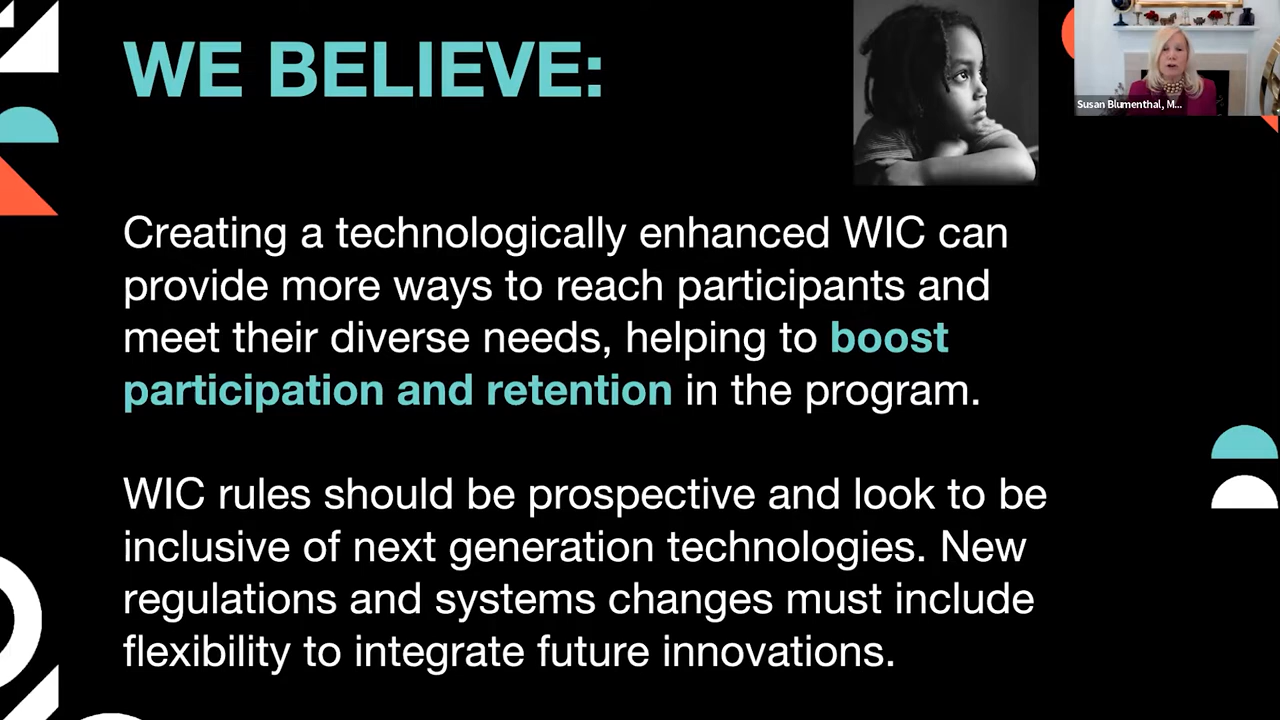 WE BELIEVE:
Susan Blumenthal, M...
Creating a technologically enhanced WIC can
provide more ways to reach participants and
meet their diverse needs, helping to boost
participation and retention in the program.
WIC rules should be prospective and look to be
inclusive of next generation technologies. New
regulations and systems changes must include
flexibility to integrate future innovations.